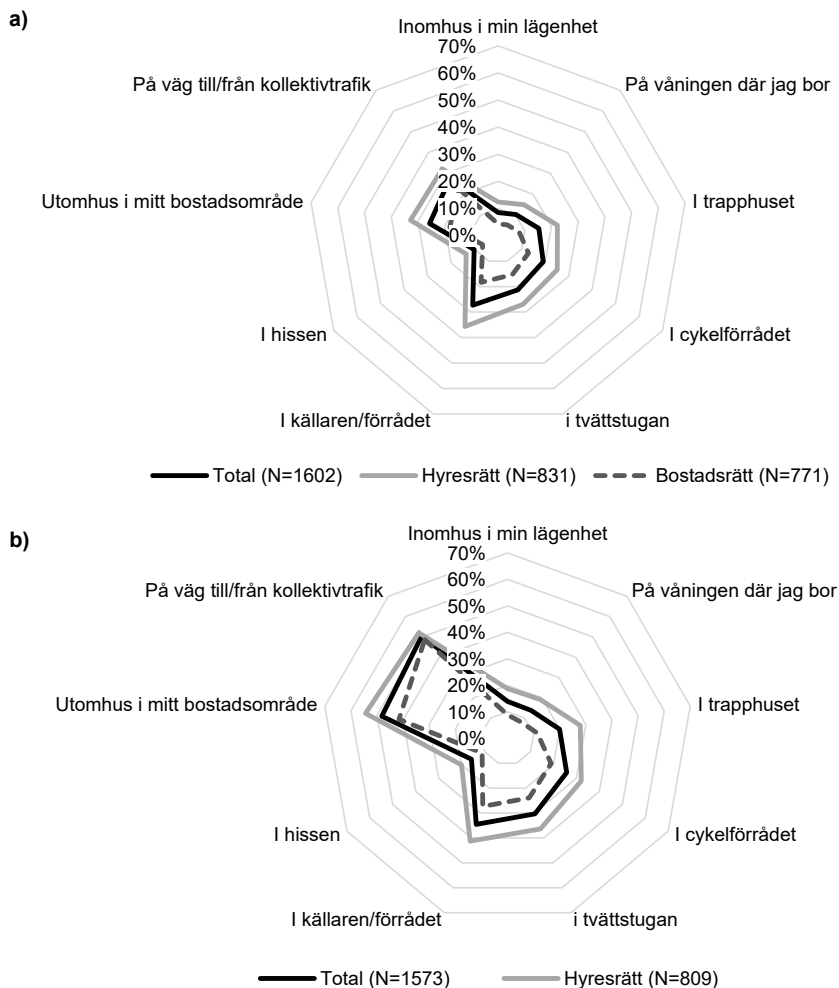 a)
Inomhus i min lägenhet
70%
60%
50%
40%
30%
20%
10%
0%
På våningen där jag bor
I trapphuset
I cykelförrådet
i tvättstugan
I källaren/förrådet
I hissen
Utomhus i mitt bostadsområde
På väg till/från kollektivtrafik
Total (N=1602) Hyresrätt (N=831) Bostadsrätt (N=771)
b)
Inomhus i min lägenhet
70%
60%
50%
40%
30%
20%
10%
0%
På våningen där jag bor
I trapphuset
I cykelförrådet
i tvättstugan
I källaren/förrådet
I hissen
Utomhus i mitt bostadsområde
På väg till/från kollektivtrafik
Total (N=1573) Hyresrätt (N=809)